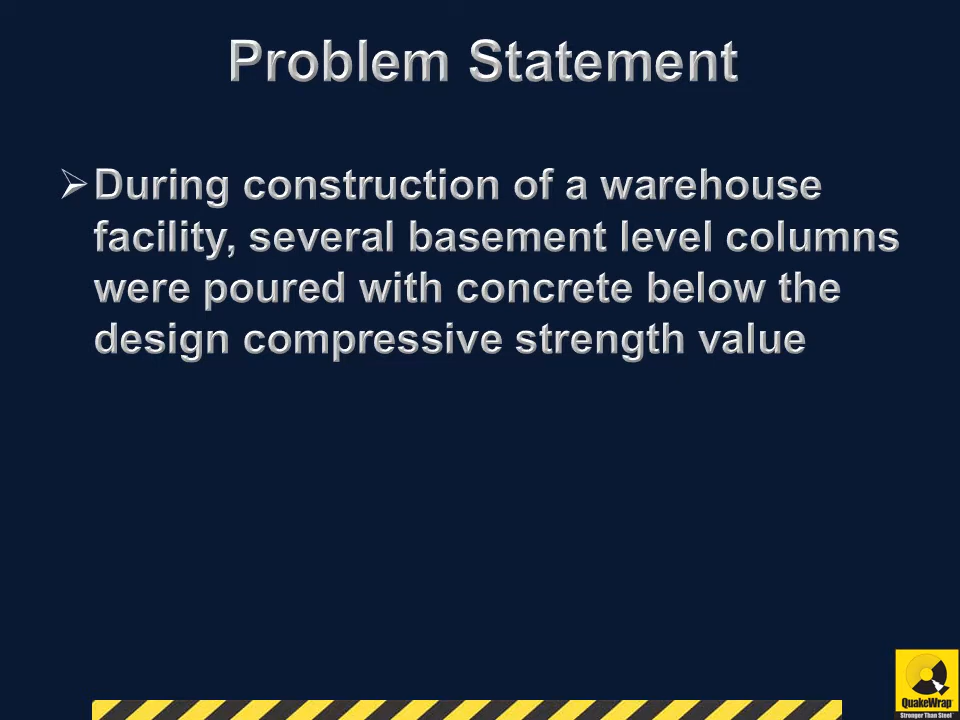 Problem Statement
➢ During construction of a warehouse
facility, several basement level columns
were poured with concrete below the
design compressive strength value
QuakeWrap
Stronger Than Steel